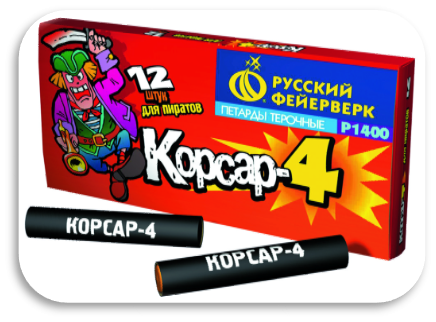 12
штук
для пиратов
РУССКИЙ
ФЕЙЕРВЕРК
ПЕТАРДЫ ТЕРОЧНЫЕ
Р1400
Корсар-4
КОРСАР-4
КОРСАР-4